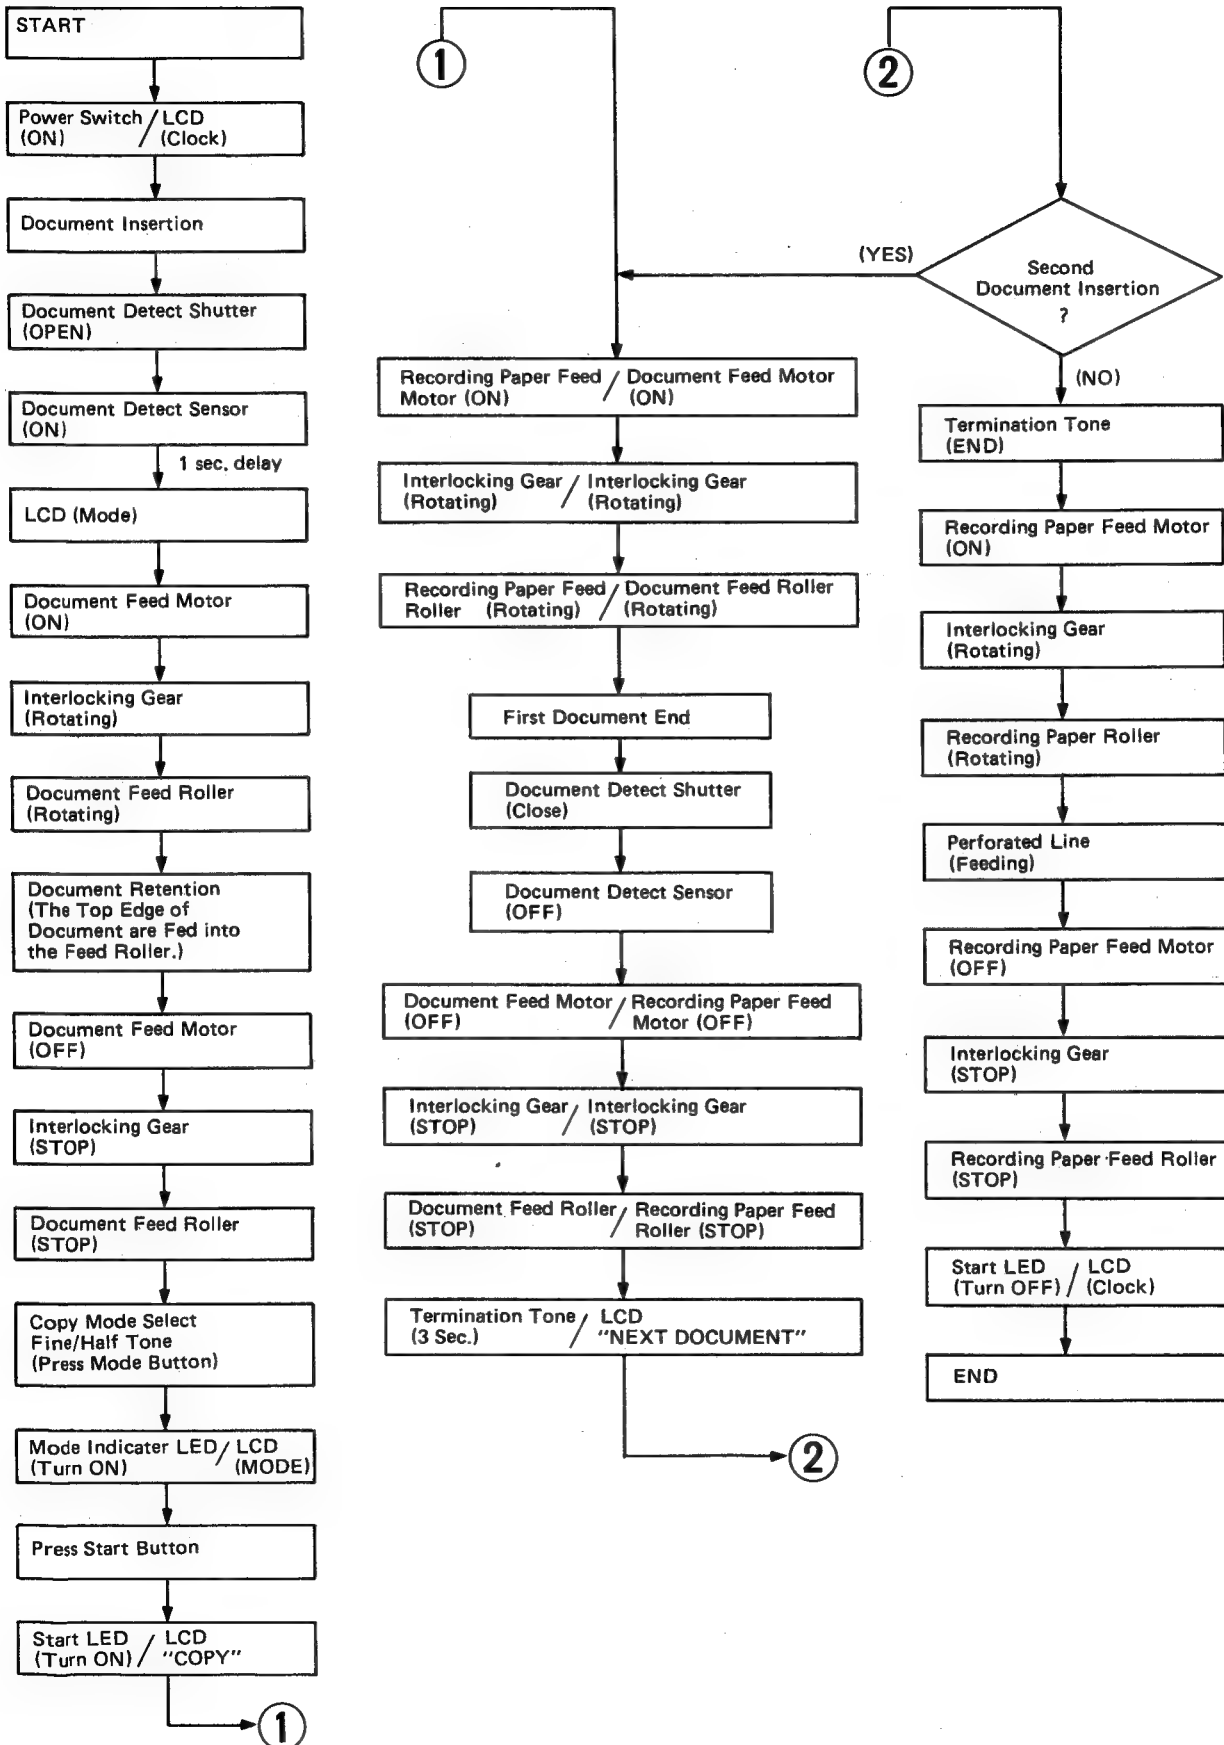 START
Power Switch / LCD
(ON) (Clock)
Document Insertion
Document Detect Shutter
(OPEN)
Document Detect Sensor
(ON)
1 sec. delay
LCD (Mode)
Document Feed Motor
(ON)
Interlocking Gear
(Rotating)
Document Feed Roller
(Rotating)
Document Retention
(The Top Edge of
Document are Fed into
the Feed Roller.)
Document Feed Motor
(OFF)
Interlocking Gear
(STOP)
Document Feed Roller
(STOP)
Copy Mode Select
Fine/Half Tone
(Press Mode Button)
Mode Indicater LED / LCD
(Turn ON) (MODE)
Press Start Button
Start LED / LCD
(Turn ON) "COPY"
1
1
Recording Paper Feed / Document Feed Motor
Motor (ON) (ON)
Interlocking Gear / Interlocking Gear
(Rotating) (Rotating)
Recording Paper Feed / Document Feed Roller
Roller (Rotating) (Rotating)
First Document End
Document Detect Shutter
(Close)
Document Detect Sensor
(OFF)
Document Feed Motor / Recording Paper Feed
(OFF) Motor (OFF)
Interlocking Gear / Interlocking Gear
(STOP) (STOP)
Document Feed Roller / Recording Paper Feed
(STOP) Roller (STOP)
Termination Tone / LCD
(3 Sec.) "NEXT DOCUMENT"
2
2
(YES)
Second
Document Insertion
?
(NO)
Termination Tone
(END)
Recording Paper Feed Motor
(ON)
Interlocking Gear
(Rotating)
Recording Paper Roller
(Rotating)
Perforated Line
(Feeding)
Recording Paper Feed Motor
(OFF)
Interlocking Gear
(STOP)
Recording Paper Feed Roller
(STOP)
Start LED / LCD
(Turn OFF) (Clock)
END